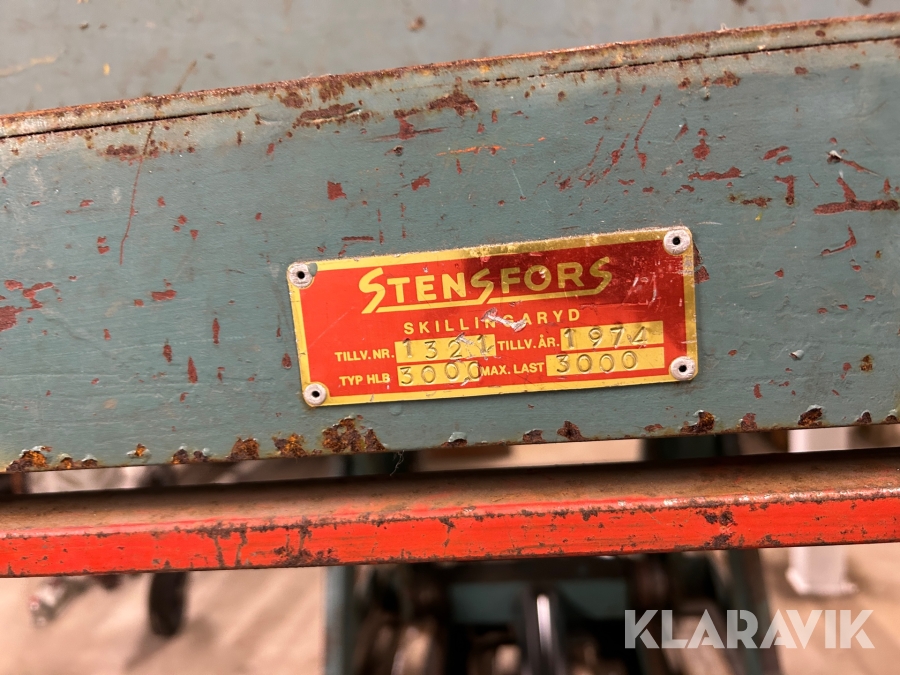 STENSFORS
SKILLINGARYD
TILLV. NR. 1321 TILLV. ÅR. 1974
TYP HLB 3000 MAX. LAST 3000
KLARAVIK